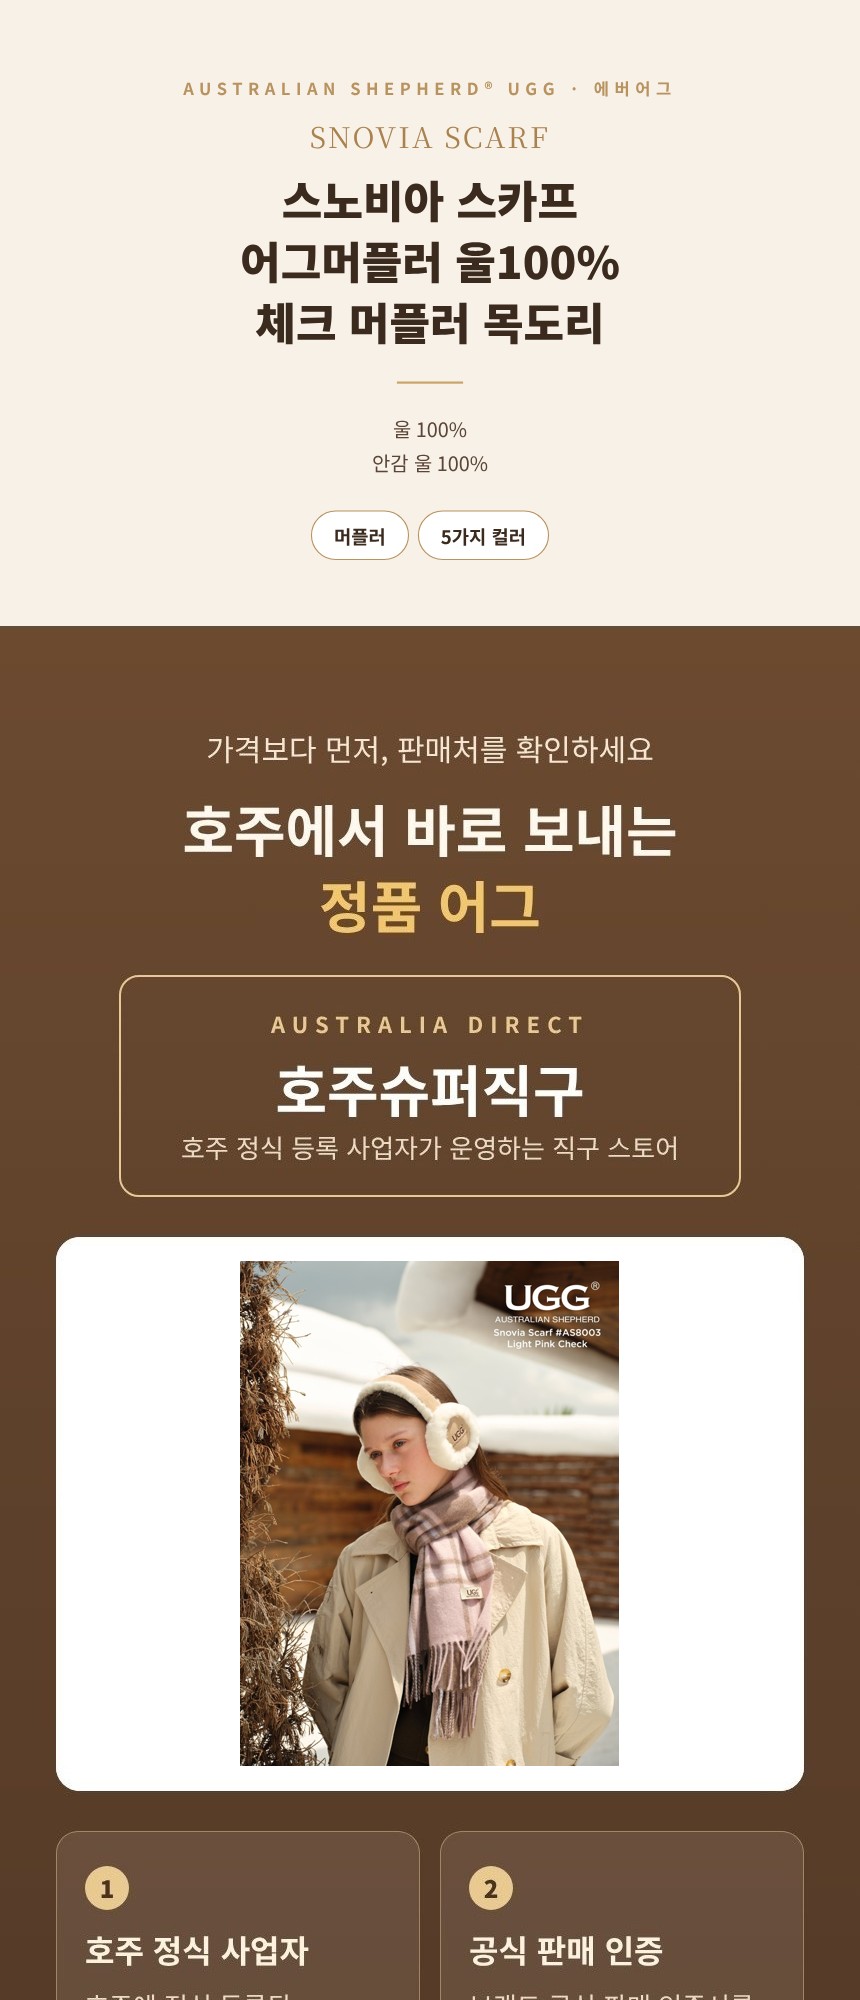 AUSTRALIAN SHEPHERD® UGG · 에버어그
SNOVIA SCARF
스노비아 스카프
어그머플러 울100%
체크 머플러 목도리
울 100%
안감 울 100%
머플러
5가지 컬러
가격보다 먼저, 판매처를 확인하세요
호주에서 바로 보내는
정품 어그
AUSTRALIA DIRECT
호주슈퍼직구
호주 정식 등록 사업자가 운영하는 직구 스토어
UGG®
AUSTRALIAN SHEPHERD
Snovia Scarf #AS8003
Light Pink Check
UGG
UGG
1
호주 정식 사업자
2
공식 판매 인증